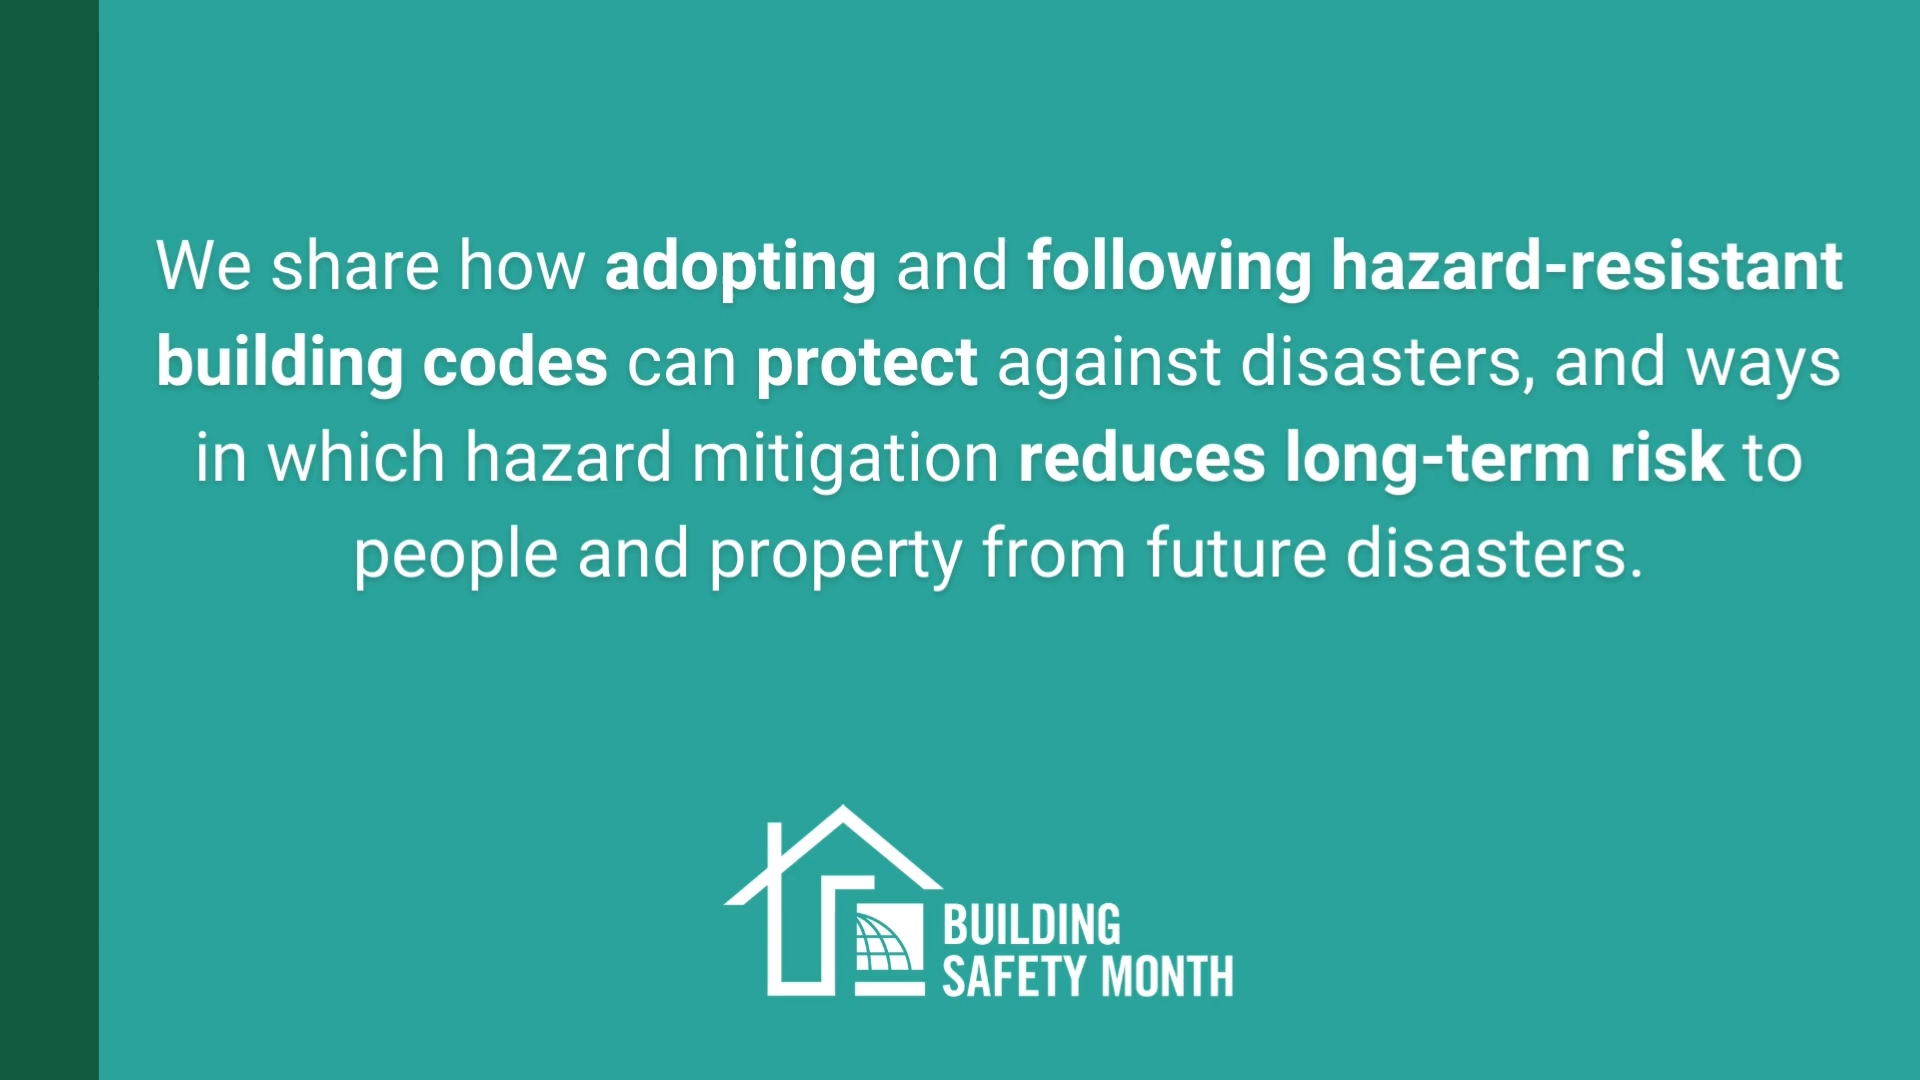 We share how adopting and following hazard-resistant
building codes can protect against disasters, and ways
in which hazard mitigation reduces long-term risk to
people and property from future disasters.
BUILDING
SAFETY MONTH